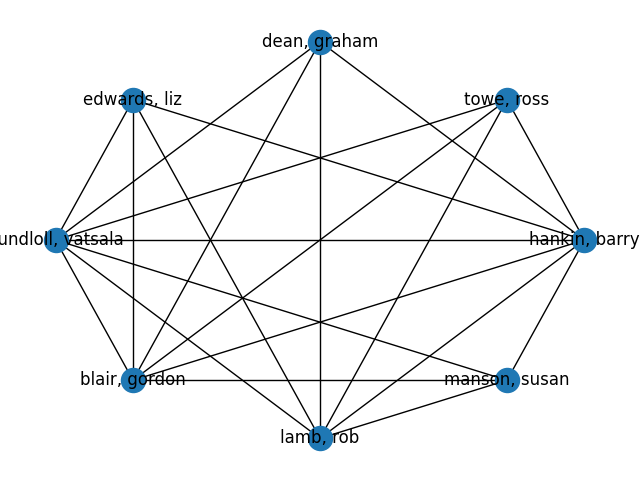 dean, graham
edwards, liz
towe, ross
undloll, vatsala
hankin, barry
blair, gordon
manson, susan
lamb, rob